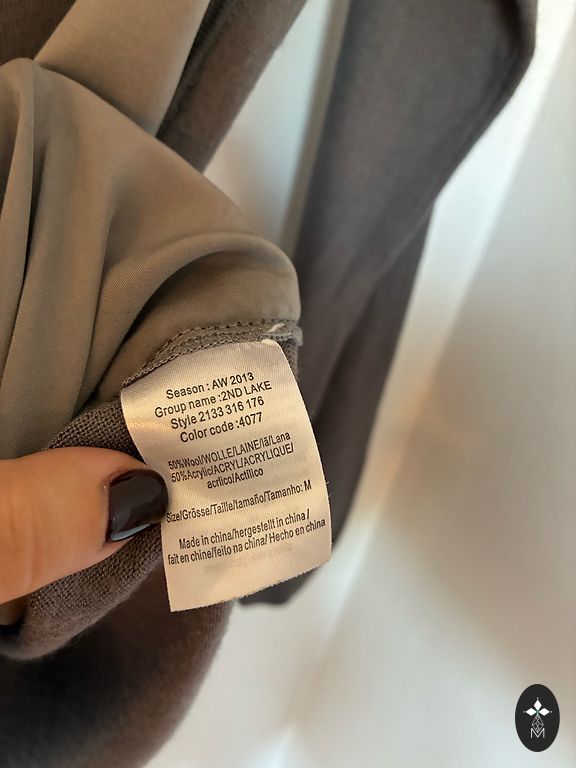 Season : AW 2013
Group name :2ND LAKE
Style 2133 316 176
Color code :4077
50%Wool/WOLLE/LAINE/lã/Lana
50%Acrylic/ACRYL/ACRYLIQUE/
acrílico/Actilico
Size/Grösse/Taille/tamaño/Tamanho: M
Made in china/hergestellt in china/
fait en chine/feito na china/ Hecho en china
M